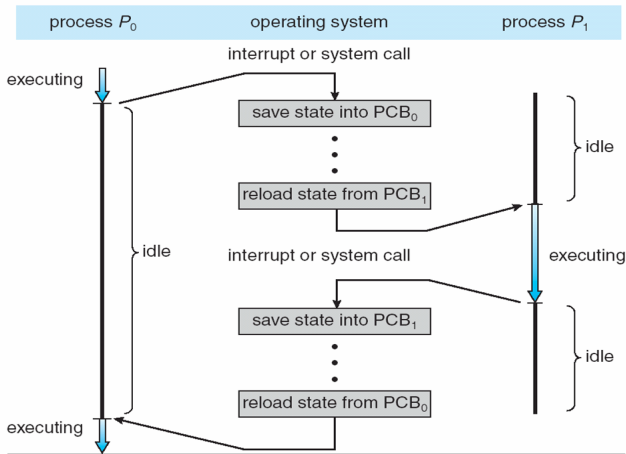 process P₀ operating system process P₁
interrupt or system call
executing
save state into PCB₀
idle
reload state from PCB₁
idle
interrupt or system call
executing
save state into PCB₁
idle
reload state from PCB₀
executing